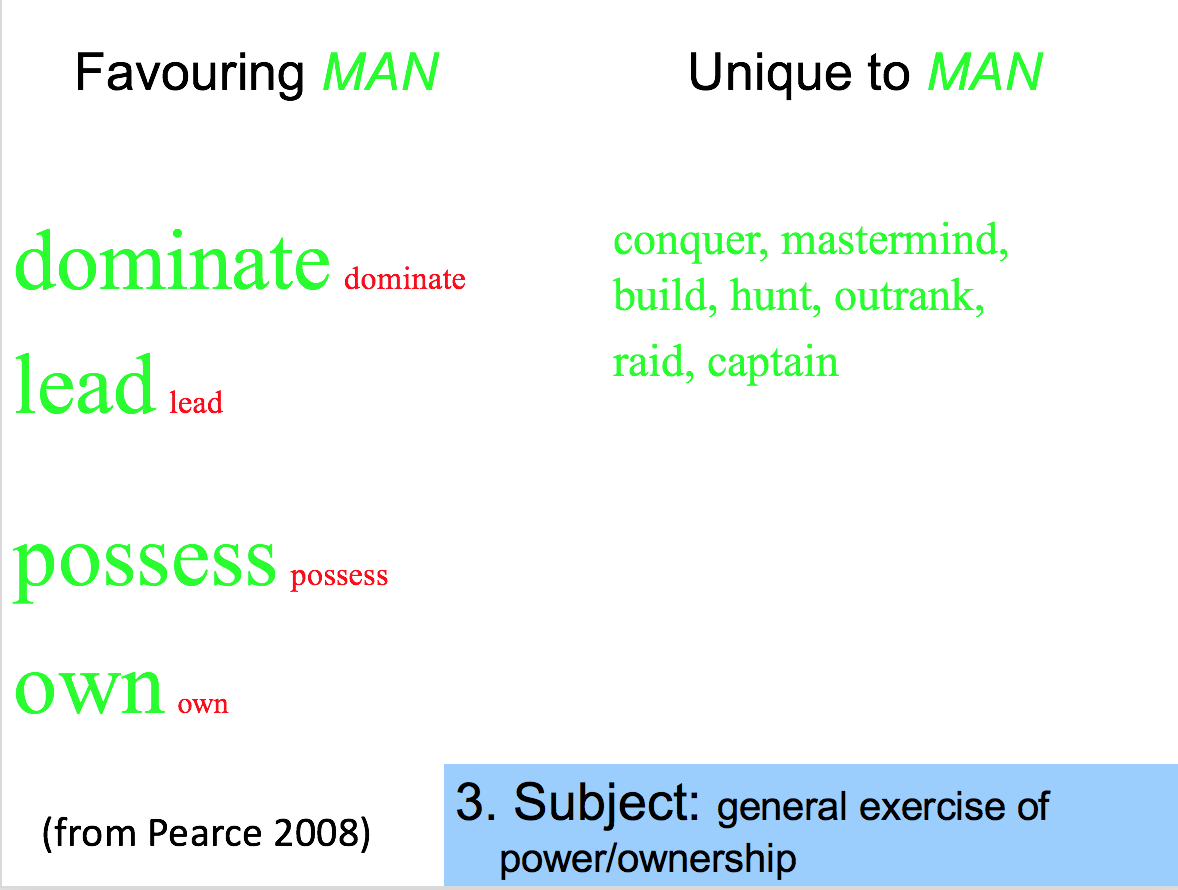 Favouring MAN
Unique to MAN
dominate dominate
lead lead
possess possess
own own
conquer, mastermind,
build, hunt, outrank,
raid, captain
(from Pearce 2008)
3. Subject: general exercise of
power/ownership